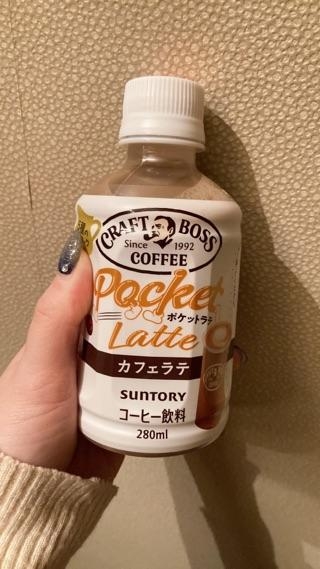 CRAFT BOSS
Since 1992
COFFEE
Pocket
ポケットラテ
Latte
カフェラテ
SUNTORY
コーヒー飲料
280ml